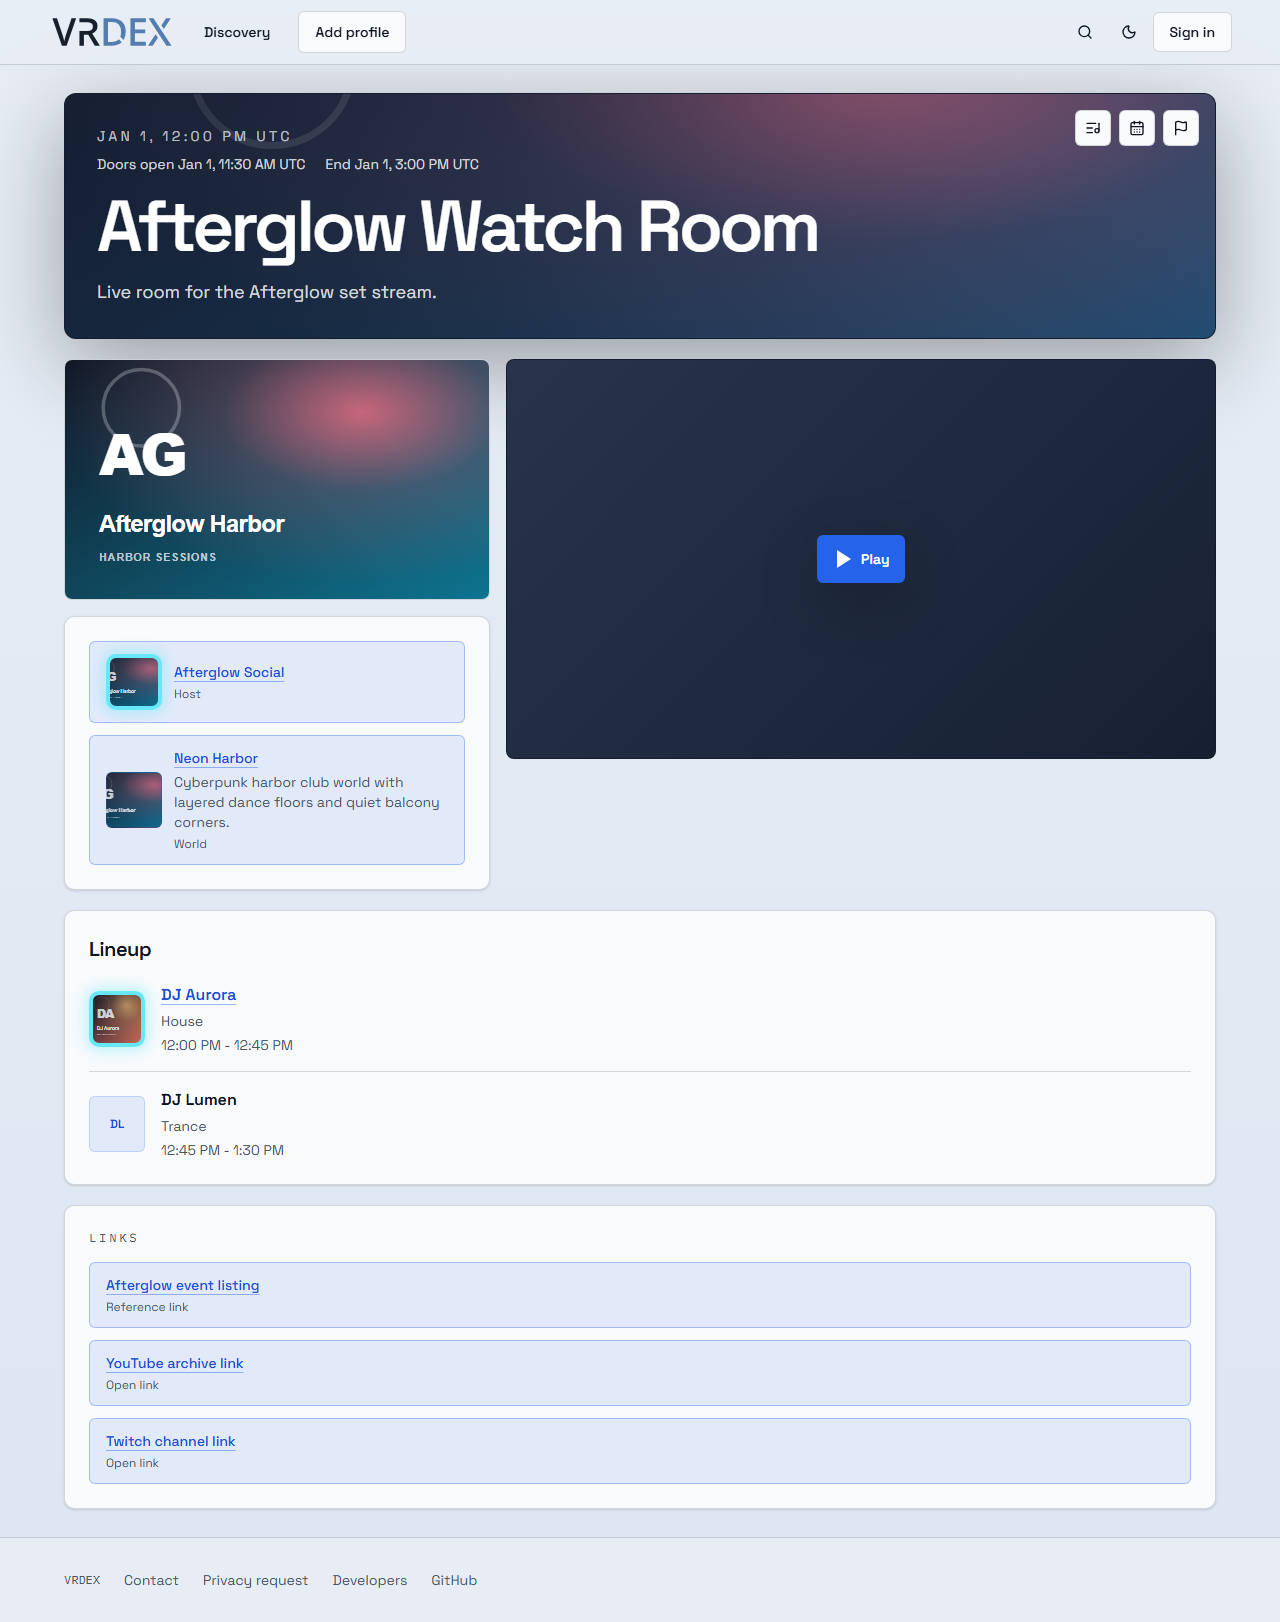 VRDEX
Discovery
Add profile
Sign in
JAN 1, 12:00 PM UTC
Doors open Jan 1, 11:30 AM UTC End Jan 1, 3:00 PM UTC
Afterglow Watch Room
Live room for the Afterglow set stream.
AG
Afterglow Harbor
HARBOR SESSIONS
Play
Afterglow Social
Host
Neon Harbor
Cyberpunk harbor club world with
layered dance floors and quiet balcony
corners.
World
Lineup
DA
DJ Aurora
DJ Aurora
House
12:00 PM - 12:45 PM
DL
DJ Lumen
Trance
12:45 PM - 1:30 PM
LINKS
Afterglow event listing
Reference link
YouTube archive link
Open link
Twitch channel link
Open link
VRDEX
Contact
Privacy request
Developers
GitHub